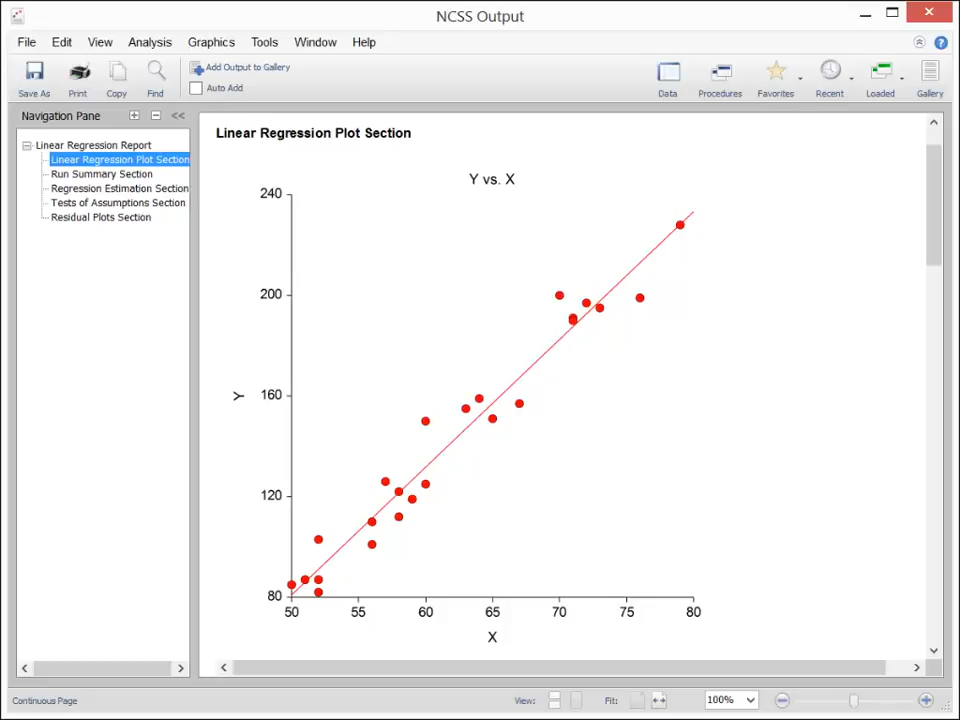 NCSS Output
File Edit View Analysis Graphics Tools Window Help
Add Output to Gallery
Auto Add
Save As Print Copy Find
Data Procedures Favorites Recent Loaded Gallery
Navigation Pane
Linear Regression Report
Linear Regression Plot Section
Run Summary Section
Regression Estimation Section
Tests of Assumptions Section
Residual Plots Section
Linear Regression Plot Section
Y vs. X
240
200
160
120
80
Y
50 55 60 65 70 75 80
X
Continuous Page
View:
Fit:
100%